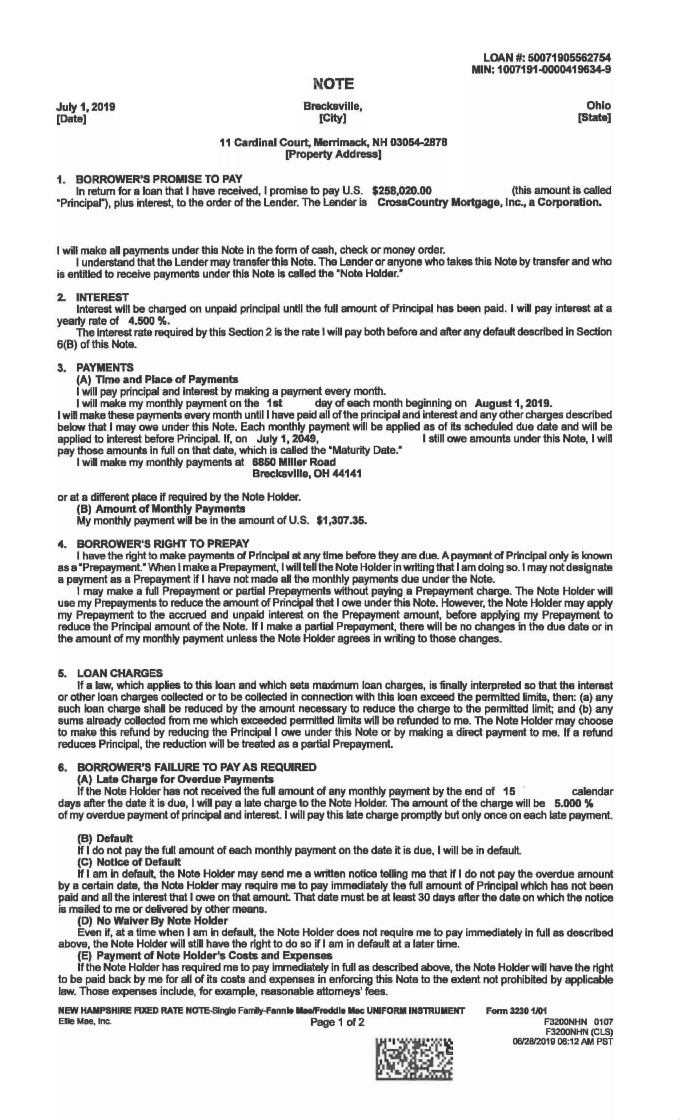 LOAN #: 50071905562754
MIN: 1007191-0000419634-9
NOTE
July 1, 2019 Brecksville, Ohio
[Date] [City] [State]
11 Cardinal Court, Merrimack, NH 03054-2878
[Property Address]
1. BORROWER'S PROMISE TO PAY
In return for a loan that I have received, I promise to pay U.S. $258,020.00 (this amount is called
"Principal"), plus interest, to the order of the Lender. The Lender is CrossCountry Mortgage, Inc., a Corporation.
I will make all payments under this Note in the form of cash, check or money order.
I understand that the Lender may transfer this Note. The Lender or anyone who takes this Note by transfer and who
is entitled to receive payments under this Note is called the "Note Holder."
2. INTEREST
Interest will be charged on unpaid principal until the full amount of Principal has been paid. I will pay interest at a
yearly rate of 4.500 %.
The interest rate required by this Section 2 is the rate I will pay both before and after any default described in Section
6(B) of this Note.
3. PAYMENTS
(A) Time and Place of Payments
I will pay principal and interest by making a payment every month.
I will make my monthly payment on the 1st day of each month beginning on August 1, 2019.
I will make these payments every month until I have paid all of the principal and interest and any other charges described
below that I may owe under this Note. Each monthly payment will be applied as of its scheduled due date and will be
applied to interest before Principal. If, on July 1, 2049, I still owe amounts under this Note, I will
pay those amounts in full on that date, which is called the "Maturity Date."
I will make my monthly payments at 6850 Miller Road
Brecksville, OH 44141
or at a different place if required by the Note Holder.
(B) Amount of Monthly Payments
My monthly payment will be in the amount of U.S. $1,307.35.
4. BORROWER'S RIGHT TO PREPAY
I have the right to make payments of Principal at any time before they are due. A payment of Principal only is known
as a "Prepayment." When I make a Prepayment, I will tell the Note Holder in writing that I am doing so. I may not designate
a payment as a Prepayment if I have not made all the monthly payments due under the Note.
I may make a full Prepayment or partial Prepayments without paying a Prepayment charge. The Note Holder will
use my Prepayments to reduce the amount of Principal that I owe under this Note. However, the Note Holder may apply
my Prepayment to the accrued and unpaid interest on the Prepayment amount, before applying my Prepayment to
reduce the Principal amount of the Note. If I make a partial Prepayment, there will be no changes in the due date or in
the amount of my monthly payment unless the Note Holder agrees in writing to those changes.
5. LOAN CHARGES
If a law, which applies to this loan and which sets maximum loan charges, is finally interpreted so that the interest
or other loan charges collected or to be collected in connection with this loan exceed the permitted limits, then: (a) any
such loan charge shall be reduced by the amount necessary to reduce the charge to the permitted limit; and (b) any
sums already collected from me which exceeded permitted limits will be refunded to me. The Note Holder may choose
to make this refund by reducing the Principal I owe under this Note or by making a direct payment to me. If a refund
reduces Principal, the reduction will be treated as a partial Prepayment.
6. BORROWER'S FAILURE TO PAY AS REQUIRED
(A) Late Charge for Overdue Payments
If the Note Holder has not received the full amount of any monthly payment by the end of 15 calendar
days after the date it is due, I will pay a late charge to the Note Holder. The amount of the charge will be 5.000 %
of my overdue payment of principal and interest. I will pay this late charge promptly but only once on each late payment.
(B) Default
If I do not pay the full amount of each monthly payment on the date it is due, I will be in default.
(C) Notice of Default
If I am in default, the Note Holder may send me a written notice telling me that if I do not pay the overdue amount
by a certain date, the Note Holder may require me to pay immediately the full amount of Principal which has not been
paid and all the interest that I owe on that amount. That date must be at least 30 days after the date on which the notice
is mailed to me or delivered by other means.
(D) No Waiver By Note Holder
Even if, at a time when I am in default, the Note Holder does not require me to pay immediately in full as described
above, the Note Holder will still have the right to do so if I am in default at a later time.
(E) Payment of Note Holder's Costs and Expenses
If the Note Holder has required me to pay immediately in full as described above, the Note Holder will have the right
to be paid back by me for all of its costs and expenses in enforcing this Note to the extent not prohibited by applicable
law. Those expenses include, for example, reasonable attorneys' fees.
NEW HAMPSHIRE FIXED RATE NOTE-Single Family-Fannie Mae/Freddie Mac UNIFORM INSTRUMENT Form 3230 1/01
Ellie Mae, Inc. Page 1 of 2 F3200NHN 0107
F3200NHN (CLS)
06/28/2019 06:12 AM PST